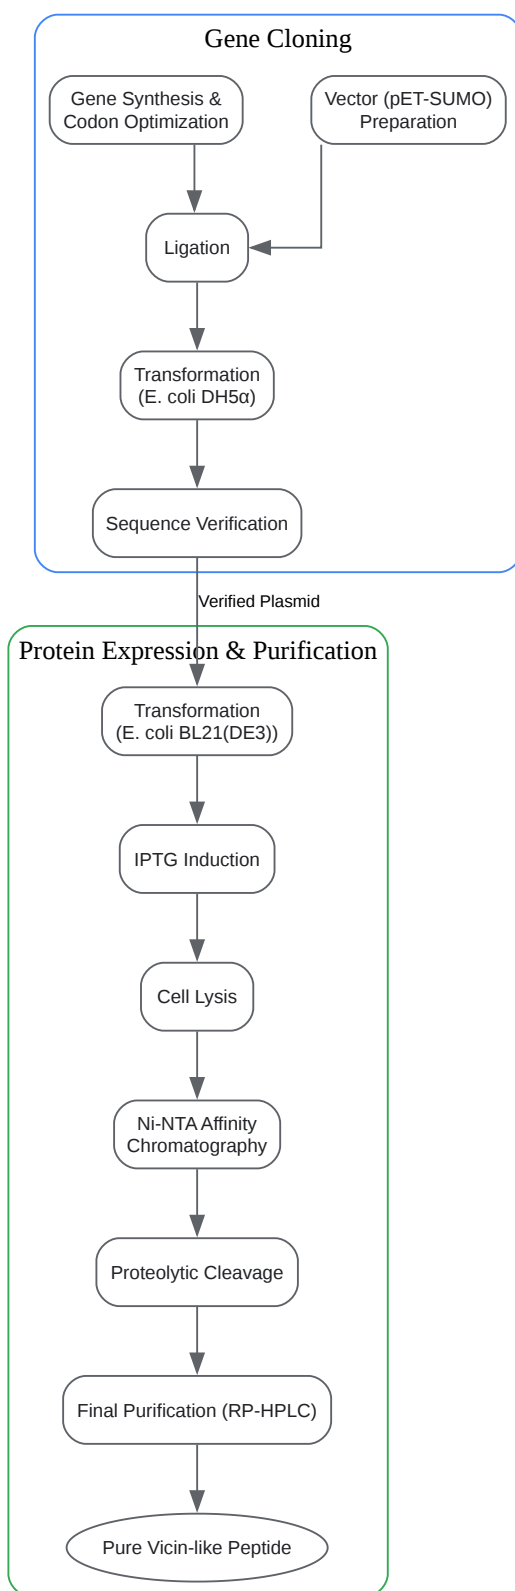 Gene Cloning
Gene Synthesis &
Codon Optimization
Vector (pET-SUMO)
Preparation
Ligation
Transformation
(E. coli DH5α)
Sequence Verification
Verified Plasmid
Protein Expression & Purification
Transformation
(E. coli BL21(DE3))
IPTG Induction
Cell Lysis
Ni-NTA Affinity
Chromatography
Proteolytic Cleavage
Final Purification (RP-HPLC)
Pure Vicin-like Peptide